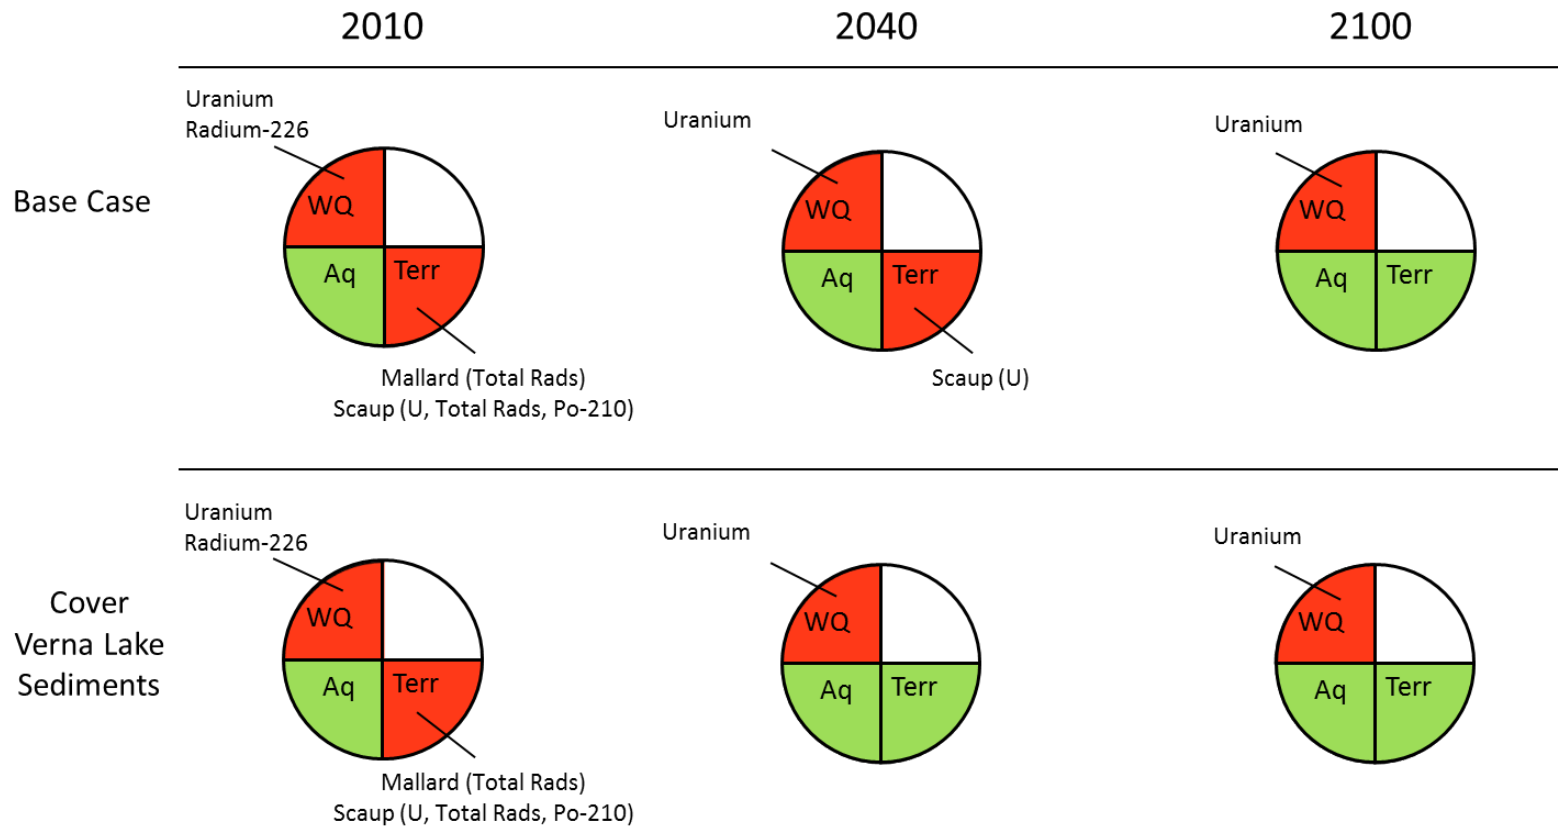 2010
2040
2100
Base Case
Uranium
Radium-226
WQ
Aq
Terr
Mallard (Total Rads)
Scaup (U, Total Rads, Po-210)
Uranium
WQ
Aq
Terr
Scaup (U)
Uranium
WQ
Aq
Terr
Cover
Verna Lake
Sediments
Uranium
Radium-226
WQ
Aq
Terr
Mallard (Total Rads)
Scaup (U, Total Rads, Po-210)
Uranium
WQ
Aq
Terr
Uranium
WQ
Aq
Terr